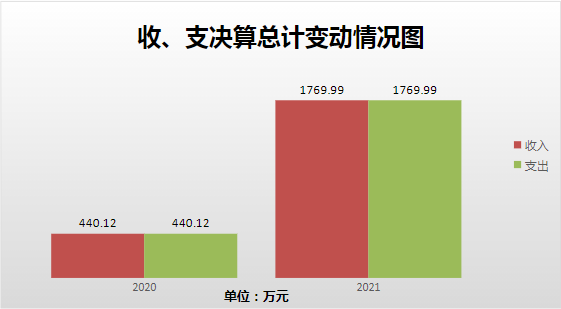 收、支决算总计变动情况图
1769.99 1769.99
440.12 440.12
收入
支出
2020 2021
单位：万元